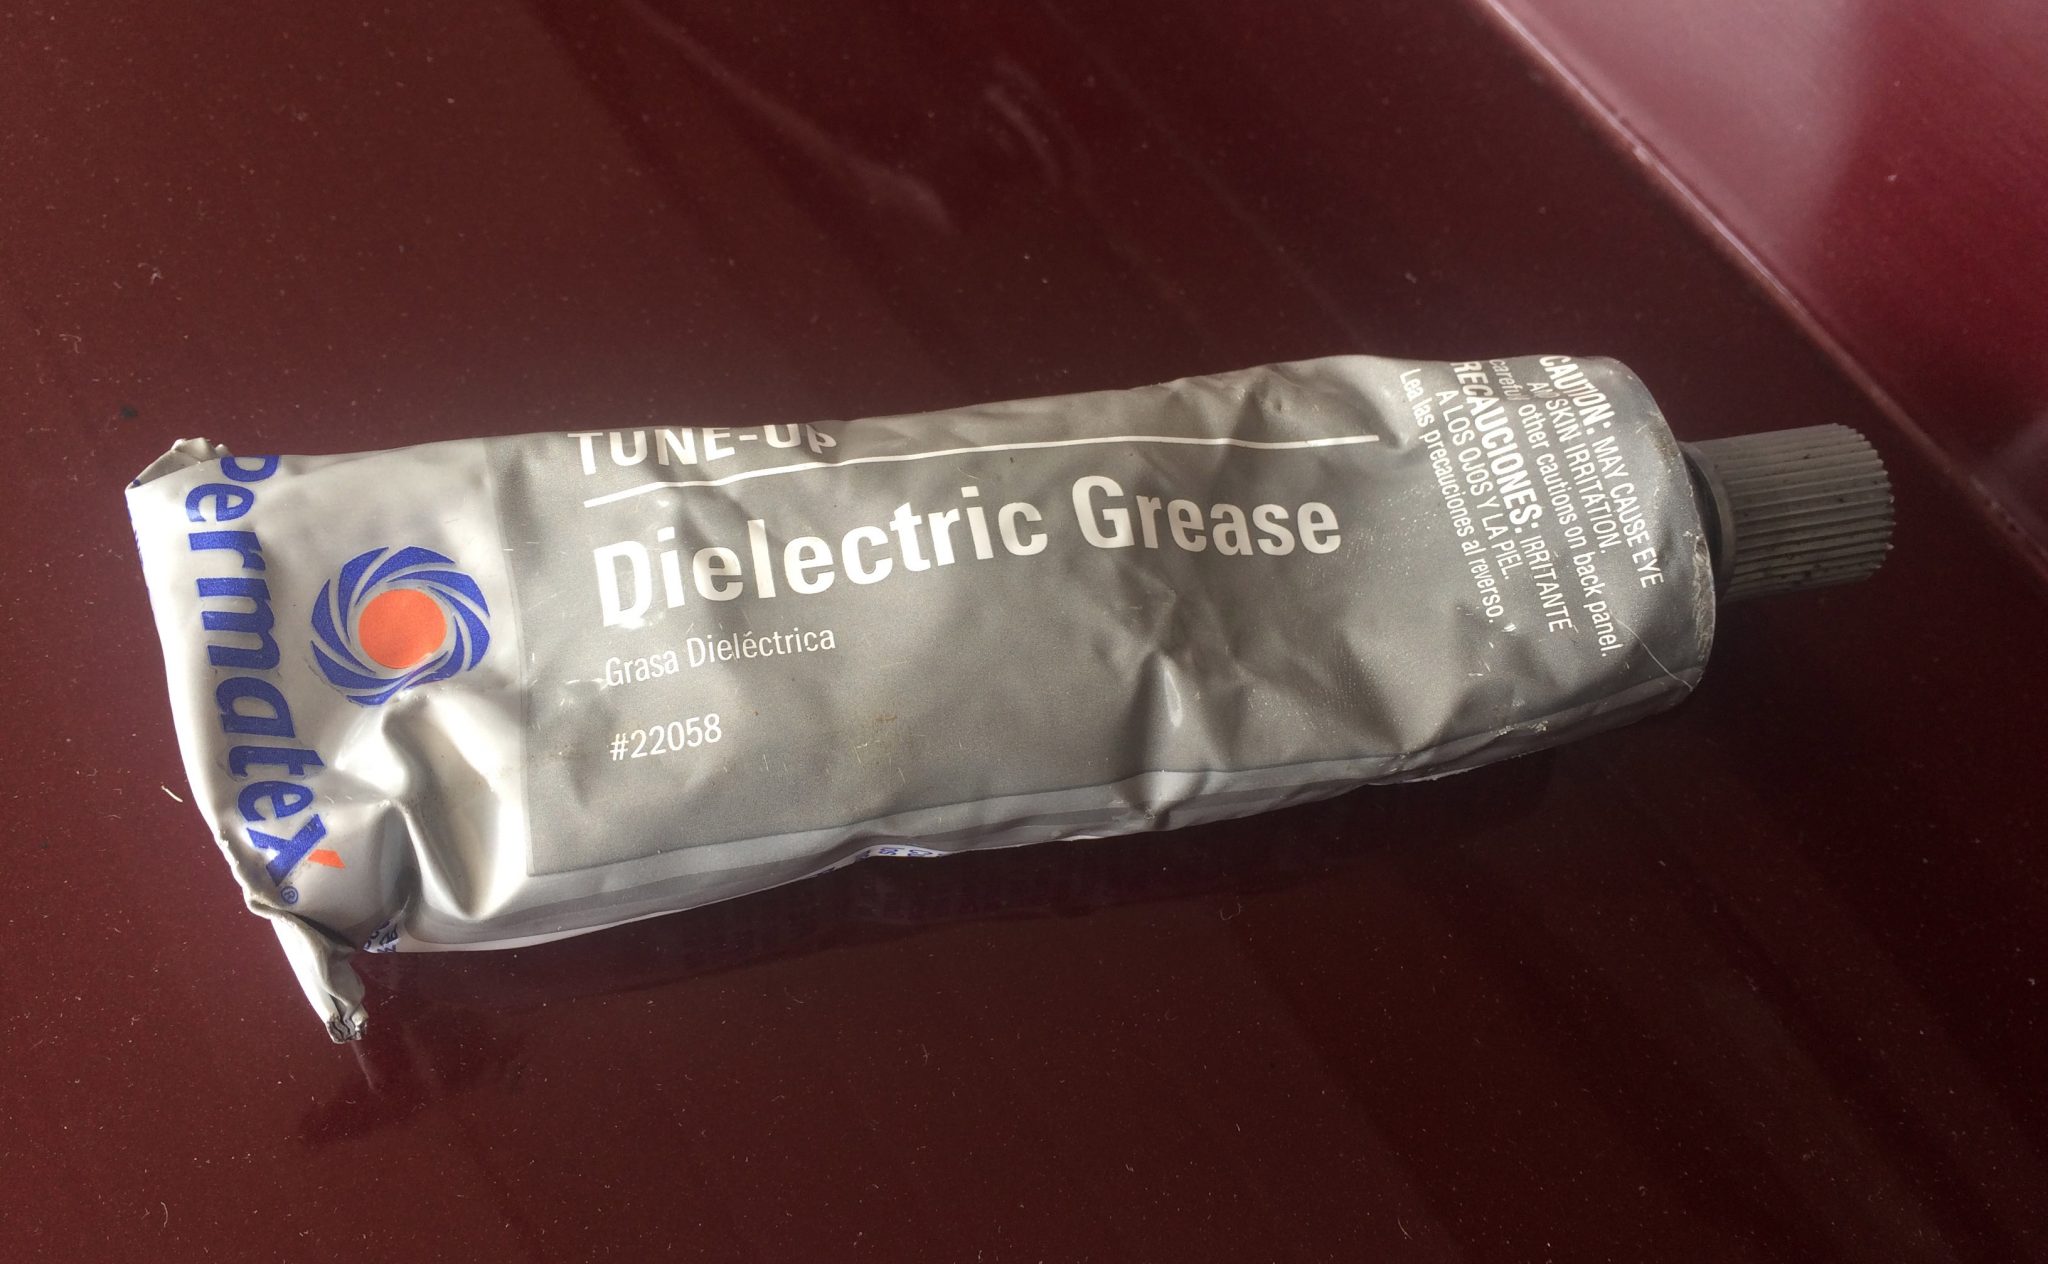 Permatex®
TUNE-UP
Dielectric Grease
Grasa Dieléctrica
#22058
CAUTION: MAY CAUSE EYE
AND SKIN IRRITATION.
careful other cautions on back panel.
PRECAUCIONES: IRRITANTE
A LOS OJOS Y LA PIEL.
Lea las precauciones al reverso.